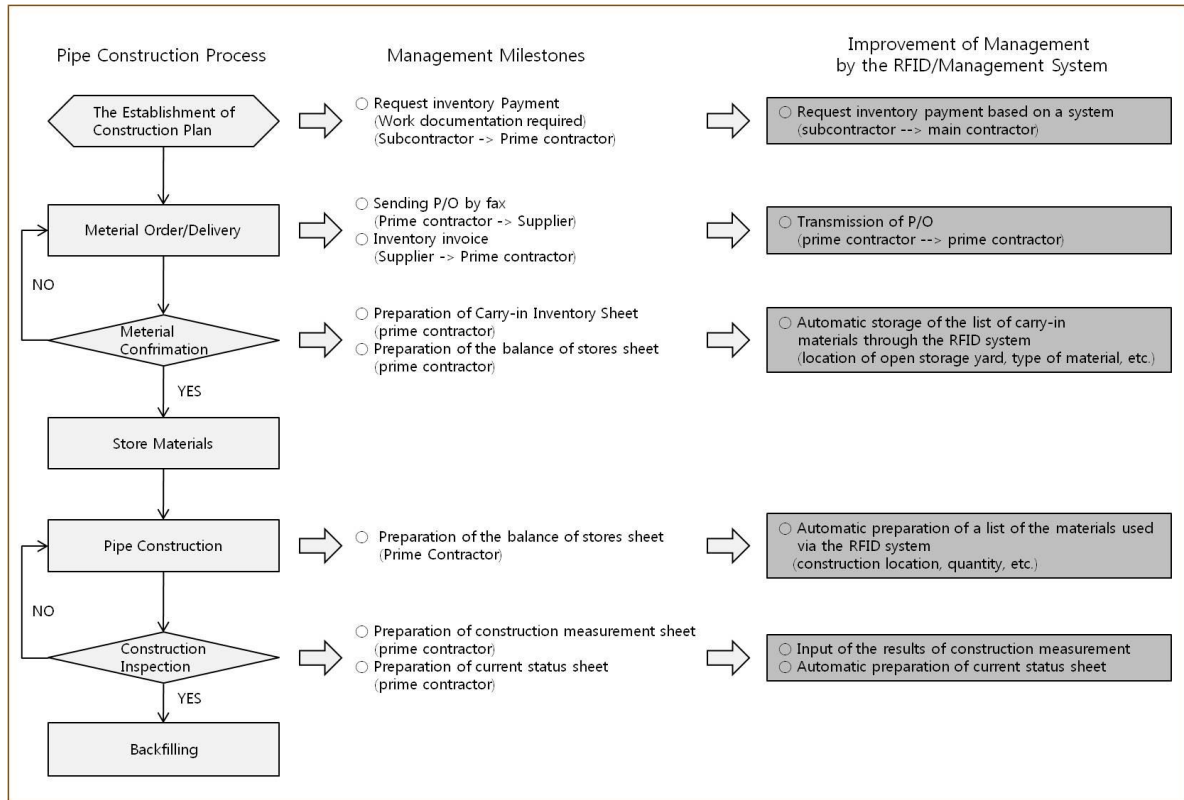 Pipe Construction Process
Management Milestones
Improvement of Management
by the RFID/Management System
The Establishment of
Construction Plan
○ Request inventory Payment
(Work documentation required)
(Subcontractor -> Prime contractor)
○ Request inventory payment based on a system
(subcontractor --> main contractor)
Meterial Order/Delivery
○ Sending P/O by fax
(Prime contractor -> Supplier)
○ Inventory invoice
(Supplier -> Prime contractor)
○ Transmission of P/O
(prime contractor --> prime contractor)
NO
Meterial
Confrimation
○ Preparation of Carry-in Inventory Sheet
(prime contractor)
○ Preparation of the balance of stores sheet
(prime contractor)
○ Automatic storage of the list of carry-in
materials through the RFID system
(location of open storage yard, type of material, etc.)
YES
Store Materials
Pipe Construction
○ Preparation of the balance of stores sheet
(Prime Contractor)
○ Automatic preparation of a list of the materials used
via the RFID system
(construction location, quantity, etc.)
NO
Construction
Inspection
○ Preparation of construction measurement sheet
(prime contractor)
○ Preparation of current status sheet
(prime contractor)
○ Input of the results of construction measurement
○ Automatic preparation of current status sheet
YES
Backfilling